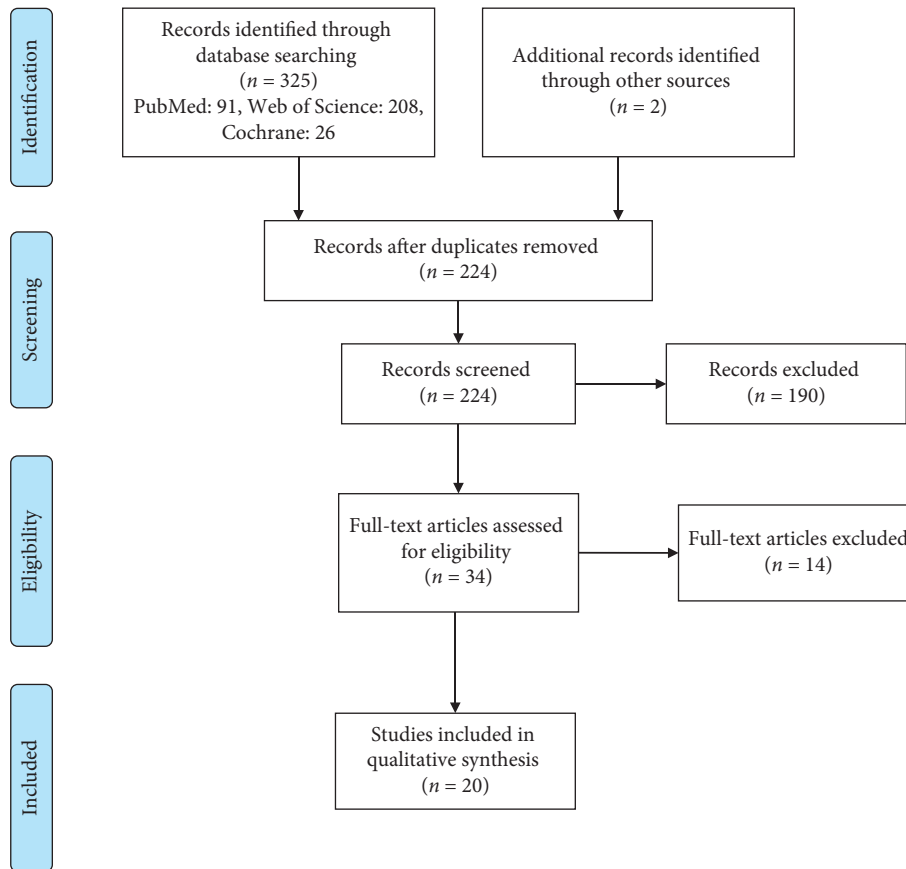 Identification
Records identified through
database searching
(n = 325)
PubMed: 91, Web of Science: 208,
Cochrane: 26
Additional records identified
through other sources
(n = 2)
Screening
Records after duplicates removed
(n = 224)
Records screened
(n = 224)
Records excluded
(n = 190)
Eligibility
Full-text articles assessed
for eligibility
(n = 34)
Full-text articles excluded
(n = 14)
Included
Studies included in
qualitative synthesis
(n = 20)